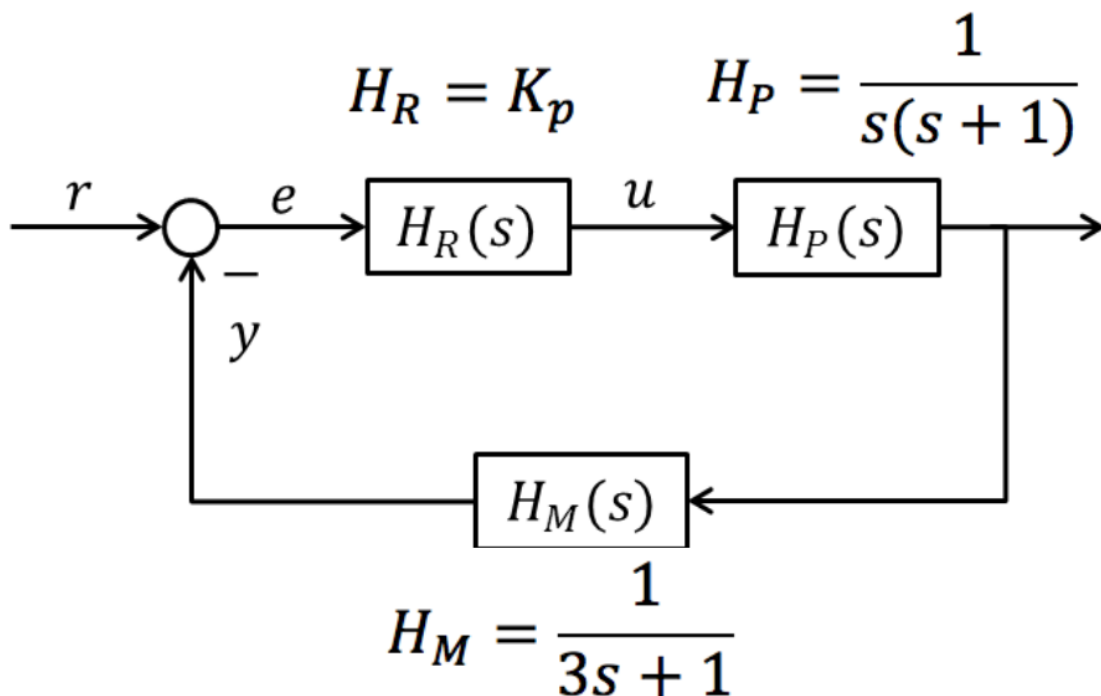 H_R = K_p
H_P = 1/(s(s + 1))
r
e
H_R(s)
u
H_P(s)
−
y
H_M(s)
H_M = 1/(3s + 1)